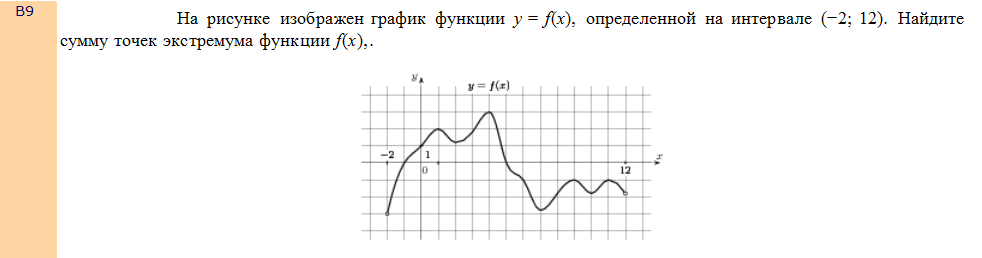 B9
На рисунке изображен график функции y = f(x), определенной на интервале (−2; 12). Найдите
сумму точек экстремума функции f(x),.
y
y = f(x)
−2
1
x
0
12